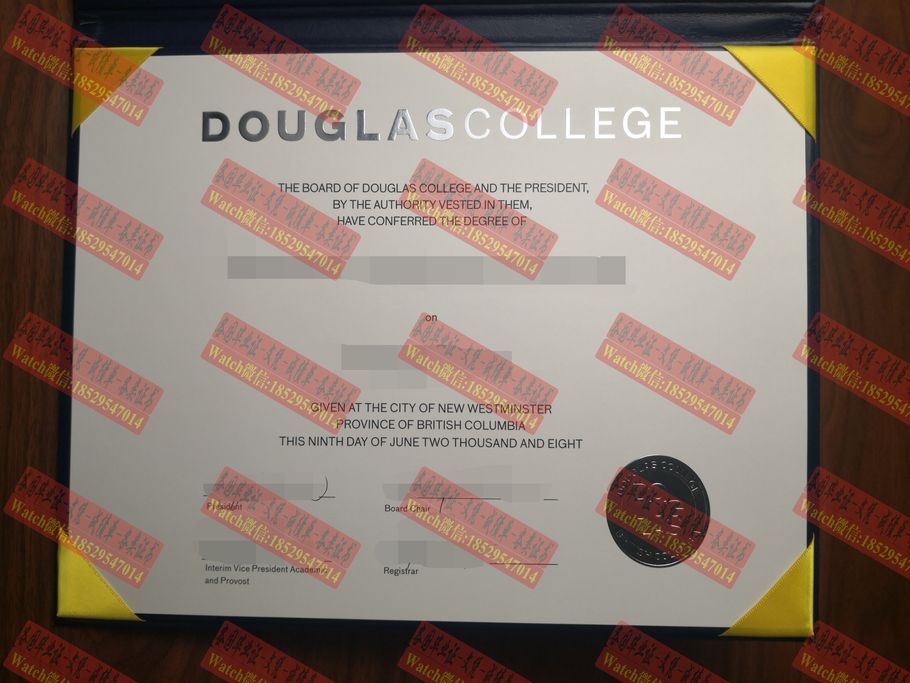 DOUGLASCOLLEGE
THE BOARD OF DOUGLAS COLLEGE AND THE PRESIDENT,
BY THE AUTHORITY VESTED IN THEM,
HAVE CONFERRED THE DEGREE OF
on
GIVEN AT THE CITY OF NEW WESTMINSTER
PROVINCE OF BRITISH COLUMBIA
THIS NINTH DAY OF JUNE TWO THOUSAND AND EIGHT
President
Board Chair
Interim Vice President Academic
and Provost
Registrar
DOUGLAS COLLEGE
Watch微信:18529547014